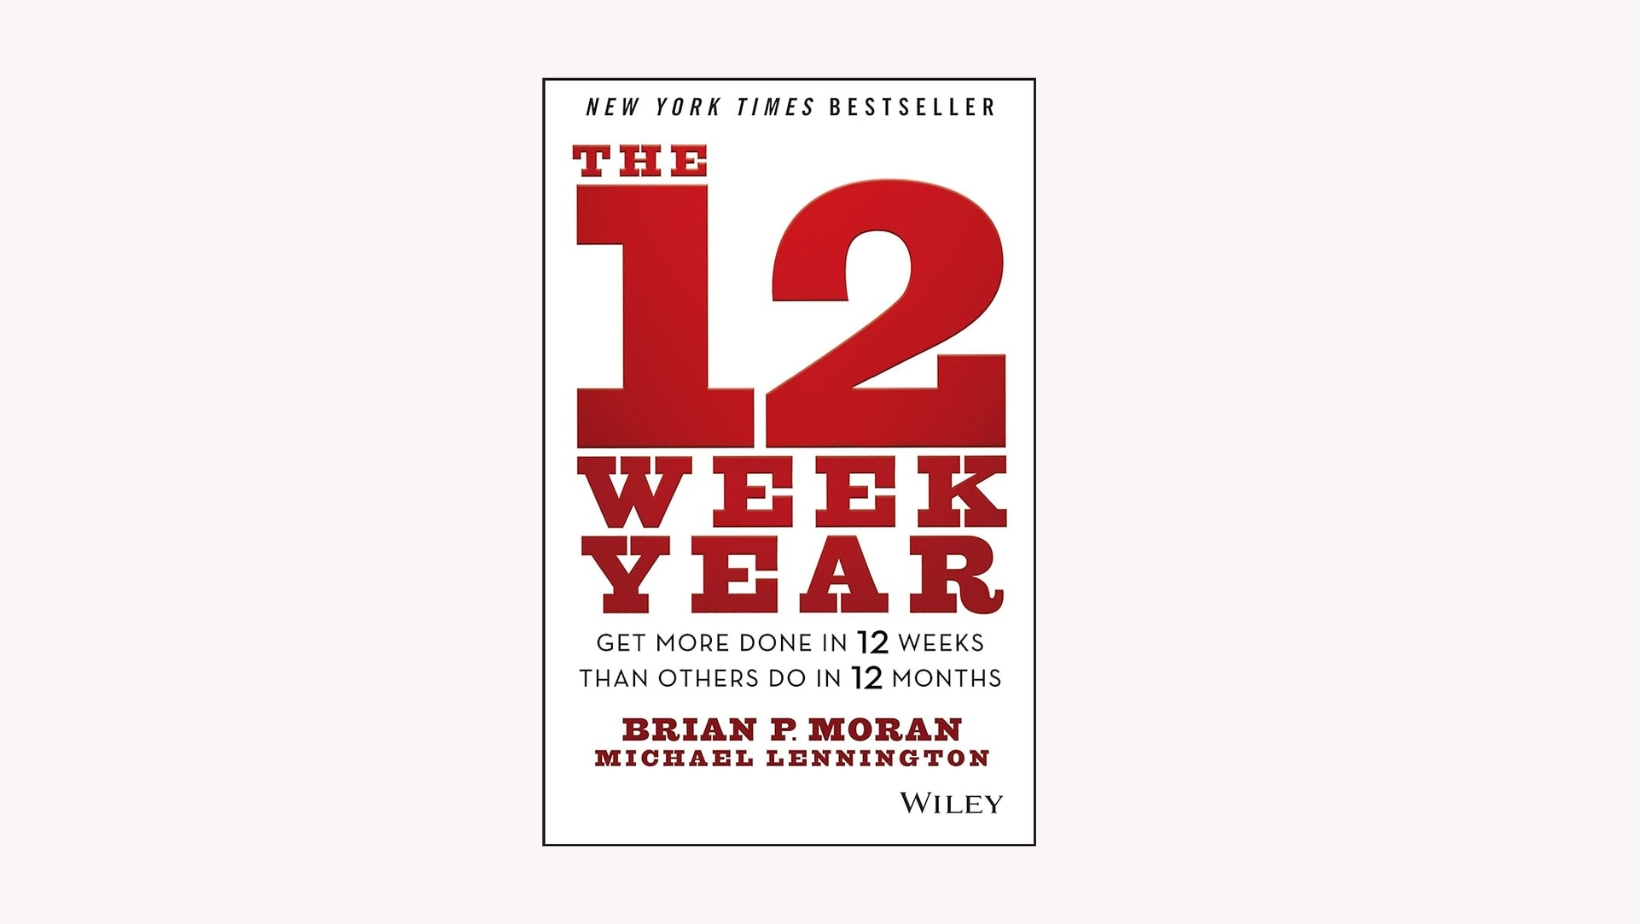 NEW YORK TIMES BESTSELLER
THE
12
WEEK
YEAR
GET MORE DONE IN 12 WEEKS
THAN OTHERS DO IN 12 MONTHS
BRIAN P. MORAN
MICHAEL LENNINGTON
WILEY